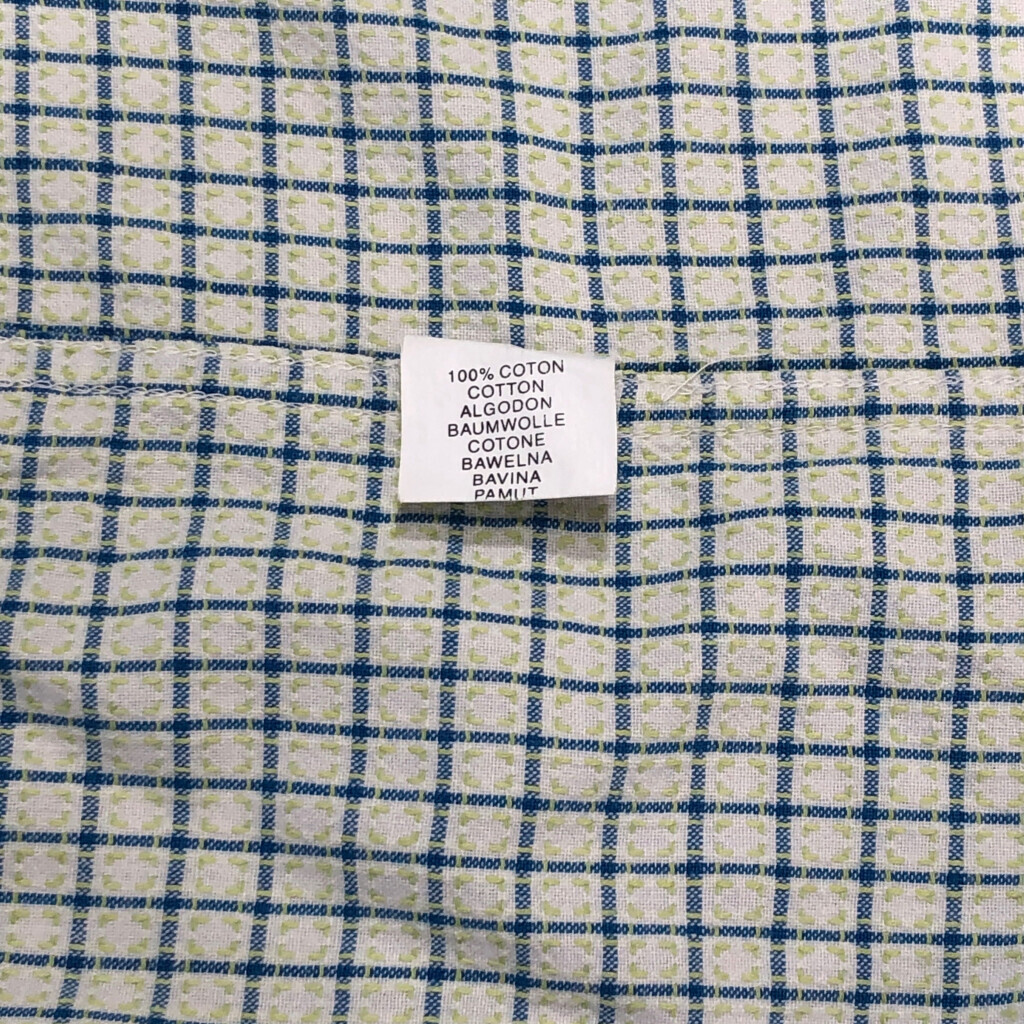 100% COTON
COTTON
ALGODON
BAUMWOLLE
COTONE
BAWELNA
BAVINA
PAMUT